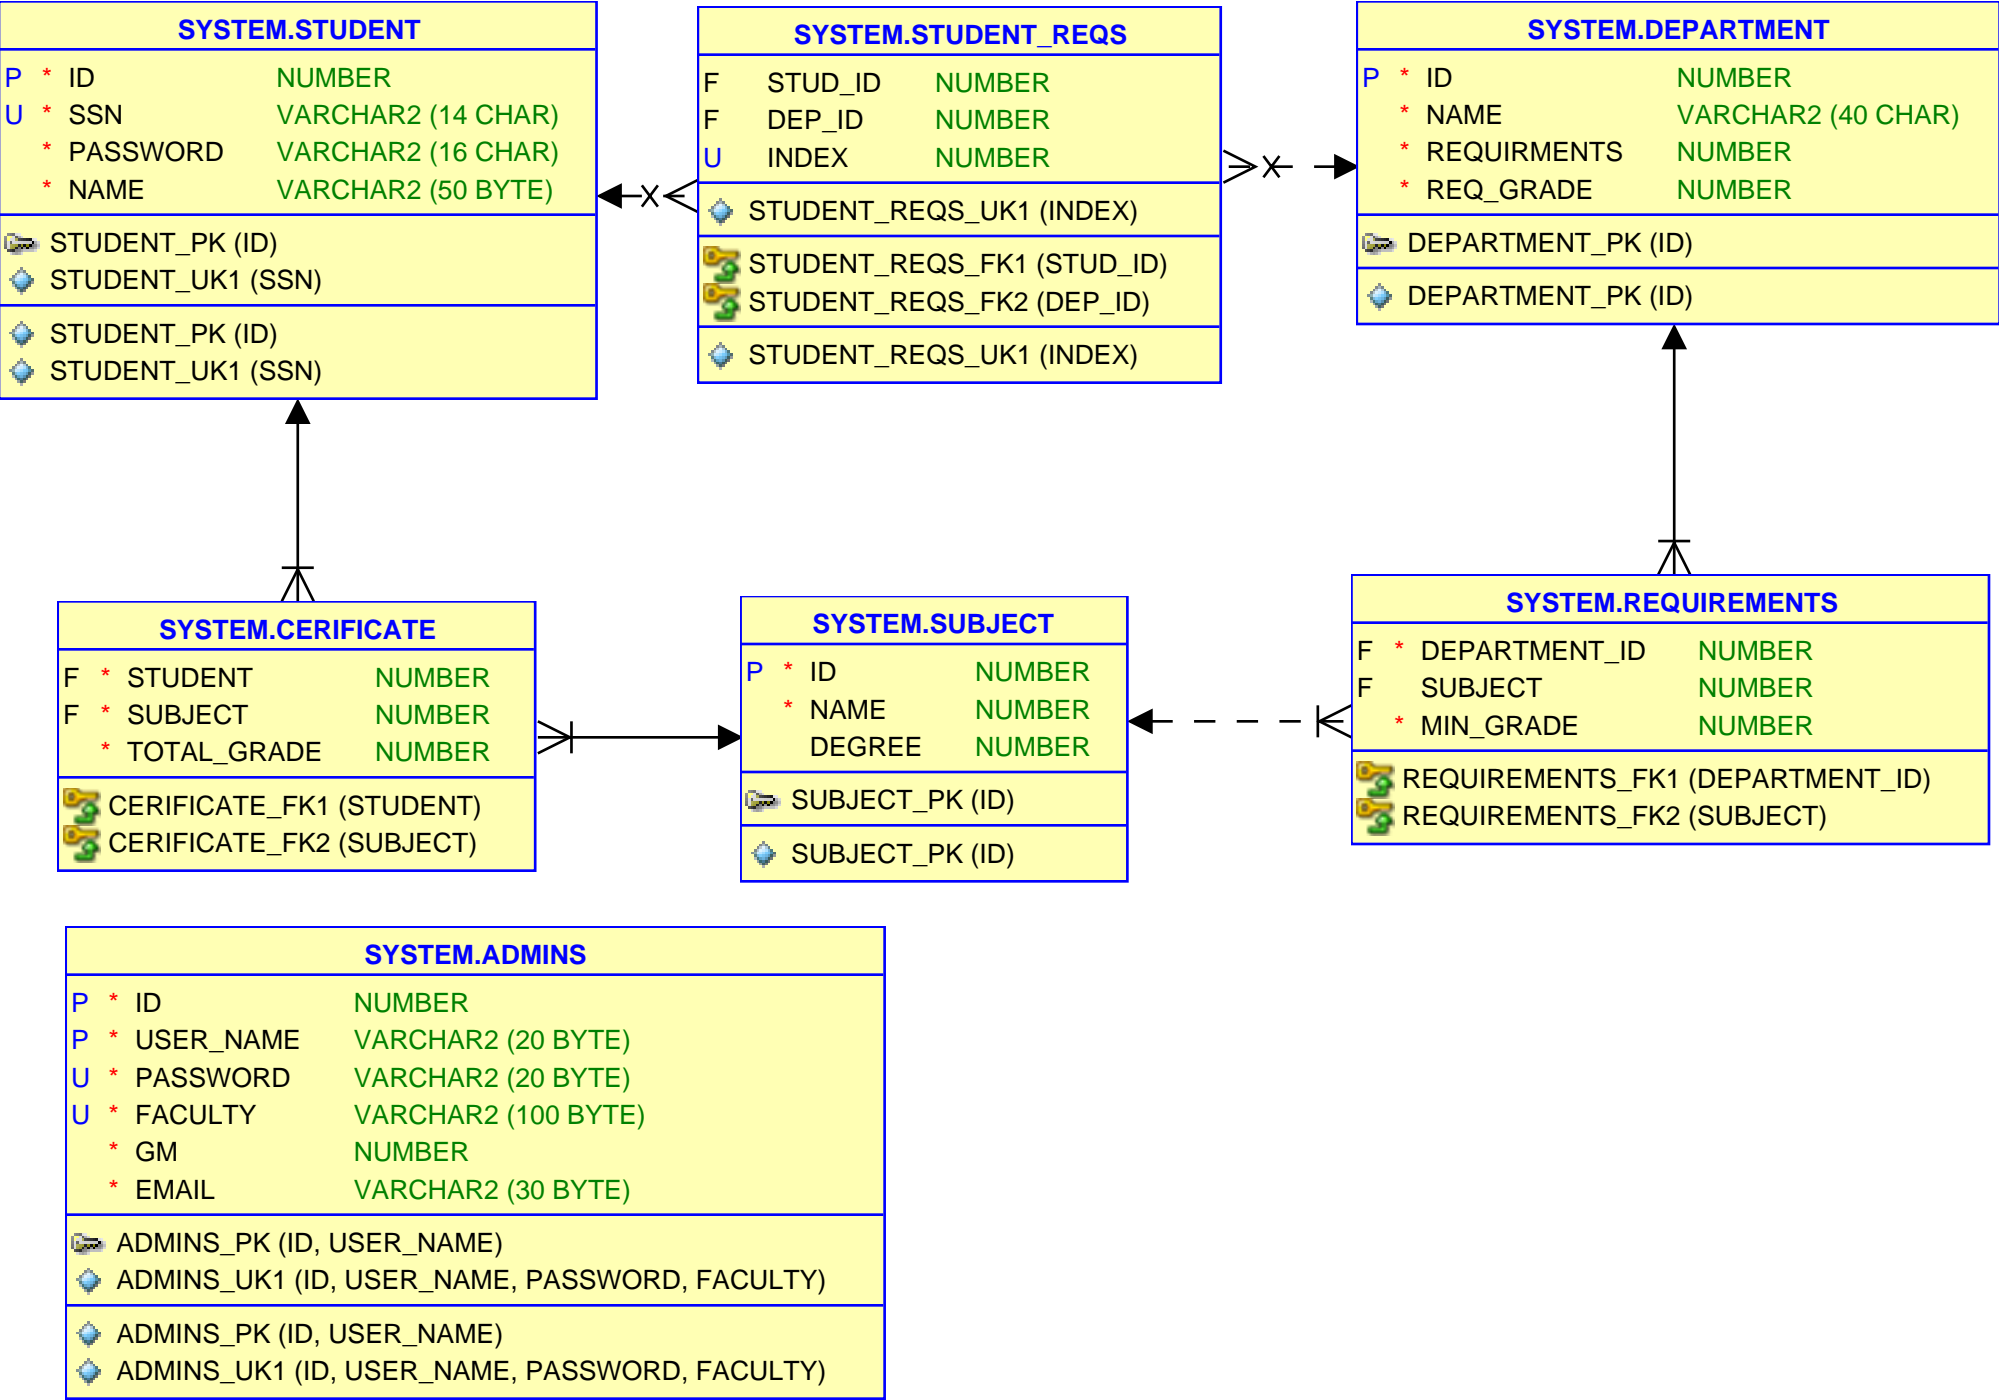 SYSTEM.STUDENT
P * ID NUMBER
U * SSN VARCHAR2 (14 CHAR)
* PASSWORD VARCHAR2 (16 CHAR)
* NAME VARCHAR2 (50 BYTE)
STUDENT_PK (ID)
STUDENT_UK1 (SSN)
STUDENT_PK (ID)
STUDENT_UK1 (SSN)
SYSTEM.STUDENT_REQS
F STUD_ID NUMBER
F DEP_ID NUMBER
U INDEX NUMBER
STUDENT_REQS_UK1 (INDEX)
STUDENT_REQS_FK1 (STUD_ID)
STUDENT_REQS_FK2 (DEP_ID)
STUDENT_REQS_UK1 (INDEX)
SYSTEM.DEPARTMENT
P * ID NUMBER
* NAME VARCHAR2 (40 CHAR)
* REQUIRMENTS NUMBER
* REQ_GRADE NUMBER
DEPARTMENT_PK (ID)
DEPARTMENT_PK (ID)
SYSTEM.CERIFICATE
F * STUDENT NUMBER
F * SUBJECT NUMBER
* TOTAL_GRADE NUMBER
CERIFICATE_FK1 (STUDENT)
CERIFICATE_FK2 (SUBJECT)
SYSTEM.SUBJECT
P * ID NUMBER
* NAME NUMBER
DEGREE NUMBER
SUBJECT_PK (ID)
SUBJECT_PK (ID)
SYSTEM.REQUIREMENTS
F * DEPARTMENT_ID NUMBER
F SUBJECT NUMBER
* MIN_GRADE NUMBER
REQUIREMENTS_FK1 (DEPARTMENT_ID)
REQUIREMENTS_FK2 (SUBJECT)
SYSTEM.ADMINS
P * ID NUMBER
P * USER_NAME VARCHAR2 (20 BYTE)
U * PASSWORD VARCHAR2 (20 BYTE)
U * FACULTY VARCHAR2 (100 BYTE)
* GM NUMBER
* EMAIL VARCHAR2 (30 BYTE)
ADMINS_PK (ID, USER_NAME)
ADMINS_UK1 (ID, USER_NAME, PASSWORD, FACULTY)
ADMINS_PK (ID, USER_NAME)
ADMINS_UK1 (ID, USER_NAME, PASSWORD, FACULTY)